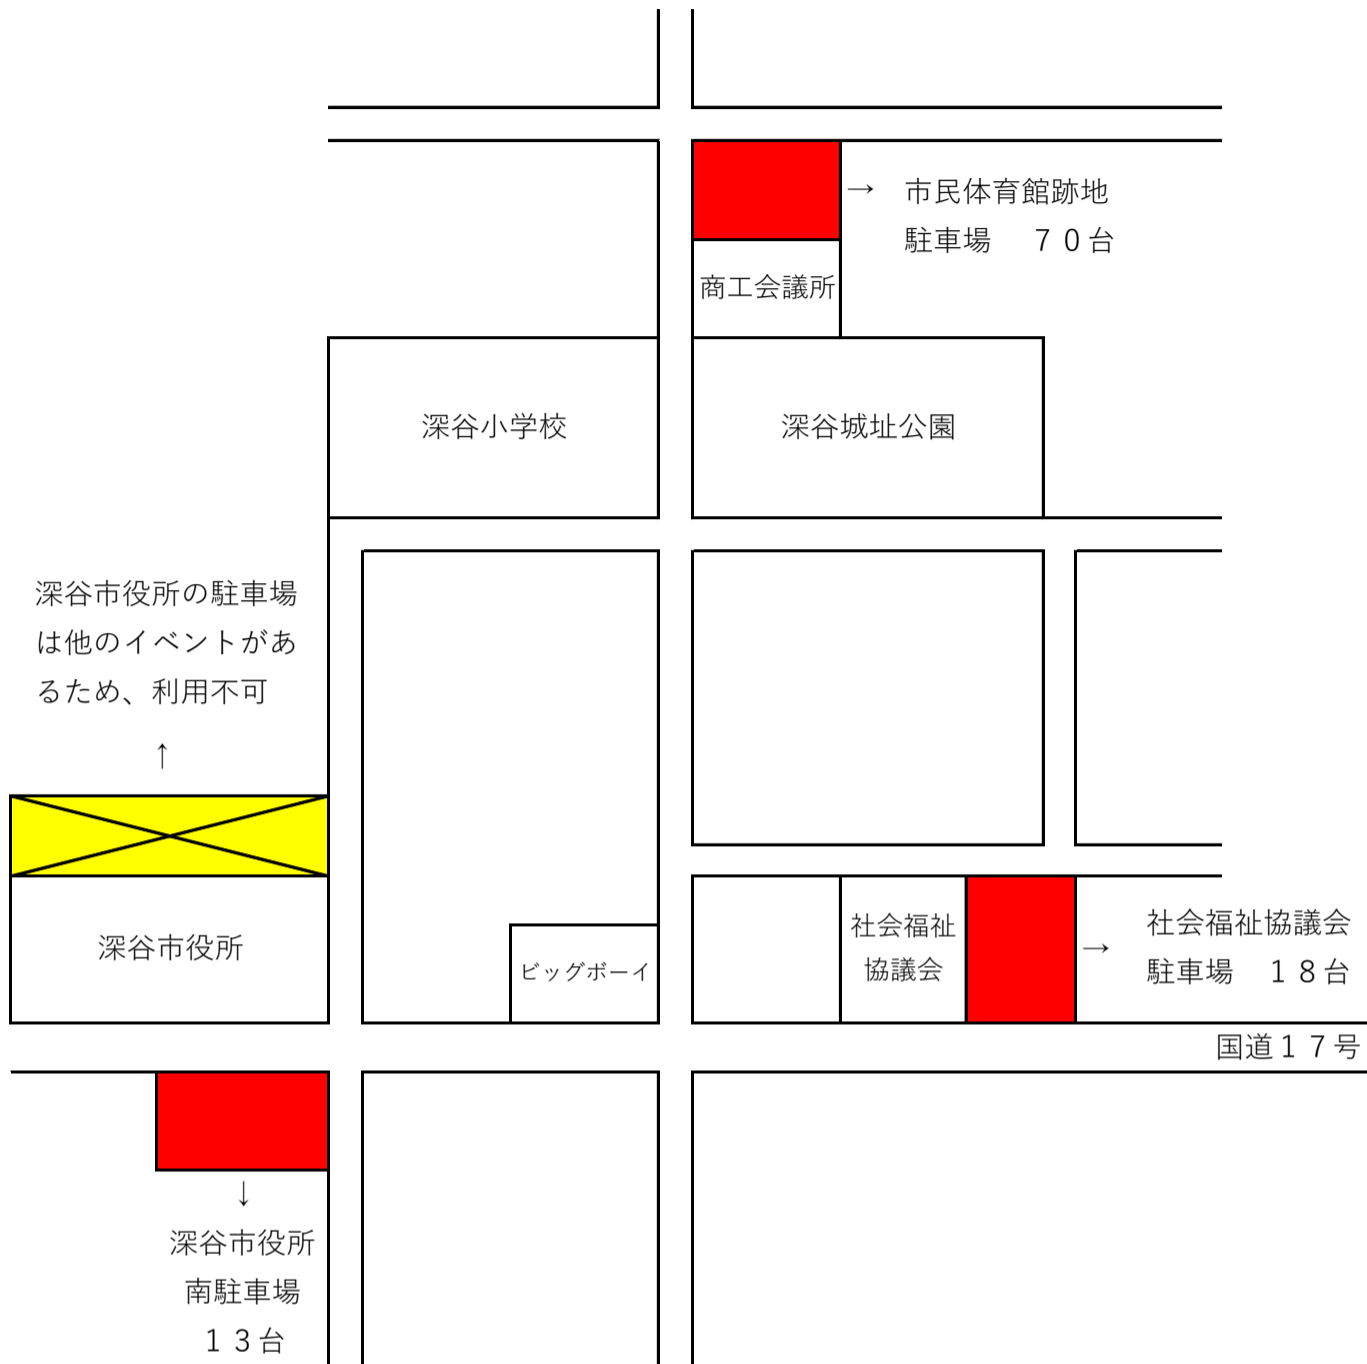 → 市民体育館跡地
駐車場 ７０台
商工会議所
深谷小学校
深谷城址公園
深谷市役所の駐車場
は他のイベントがあ
るため、利用不可
↑
深谷市役所
ビッグボーイ
社会福祉
協議会
→ 社会福祉協議会
駐車場 １８台
国道１７号
↓
深谷市役所
南駐車場
１３台